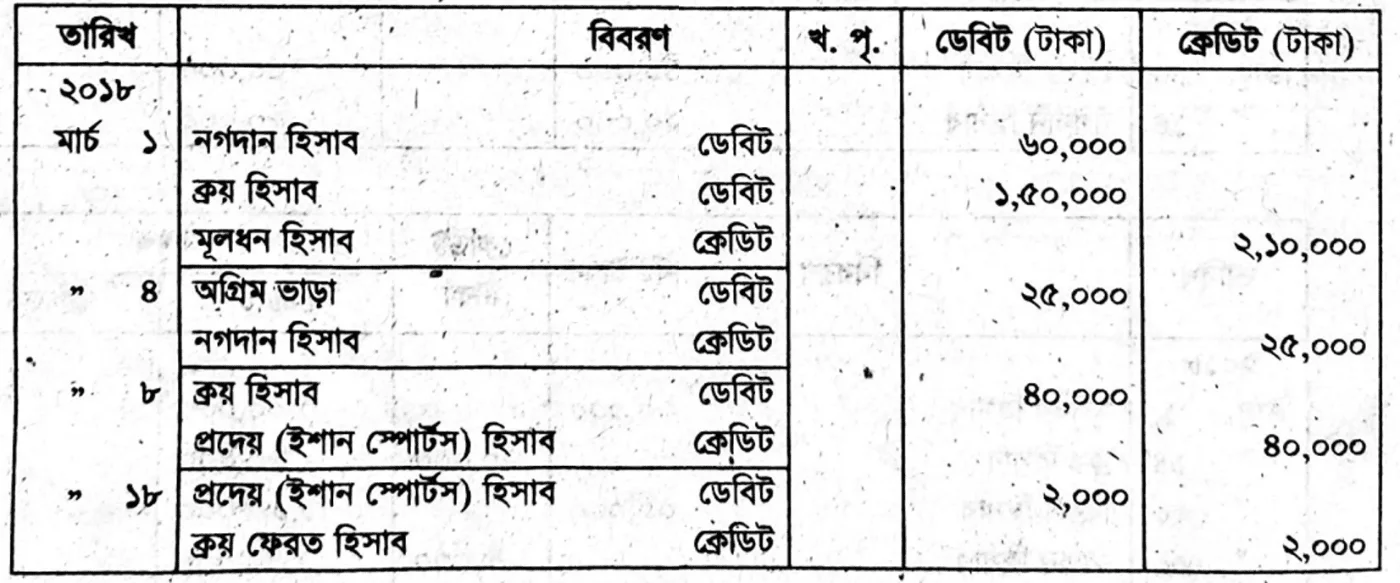 তারিখ বিবরণ খ. পৃ. ডেবিট (টাকা) ক্রেডিট (টাকা)
২০১৮
মার্চ ১ নগদান হিসাব ডেবিট ৬০,০০০
ক্রয় হিসাব ডেবিট ১,৫০,০০০
মূলধন হিসাব ক্রেডিট ২,১০,০০০
” ৪ অগ্রিম ভাড়া ডেবিট ২৫,০০০
নগদান হিসাব ক্রেডিট ২৫,০০০
” ৮ ক্রয় হিসাব ডেবিট ৪০,০০০
প্রদেয় (ইশান স্পোর্টস) হিসাব ক্রেডিট ৪০,০০০
” ১৮ প্রদেয় (ইশান স্পোর্টস) হিসাব ডেবিট ২,০০০
ক্রয় ফেরত হিসাব ক্রেডিট ২,০০০